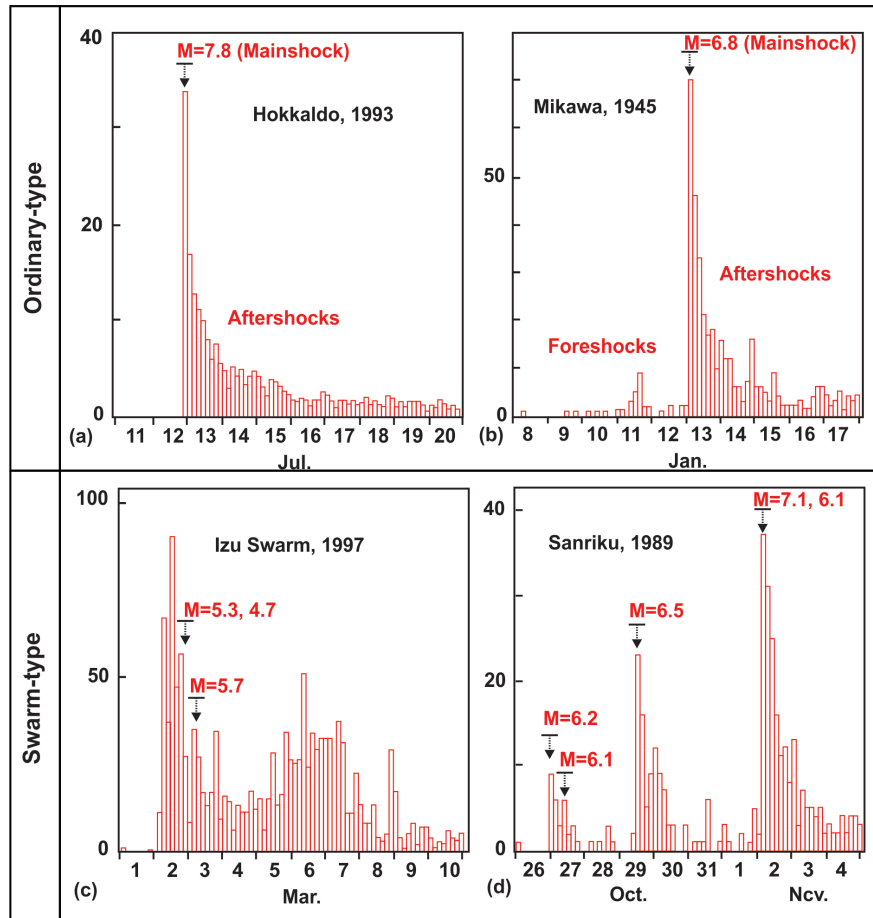 Ordinary-type
40
20
0
M=7.8 (Mainshock)
Hokkaldo, 1993
Aftershocks
(a)
11 12 13 14 15 16 17 18 19 20
Jul.
50
0
M=6.8 (Mainshock)
Mikawa, 1945
Aftershocks
Foreshocks
(b)
8 9 10 11 12 13 14 15 16 17
Jan.
Swarm-type
100
50
0
Izu Swarm, 1997
M=5.3, 4.7
M=5.7
(c)
1 2 3 4 5 6 7 8 9 10
Mar.
40
20
0
M=7.1, 6.1
Sanriku, 1989
M=6.5
M=6.2
M=6.1
26 27 28 29 30 31 1 2 3 4
(d)
Oct. Ncv.